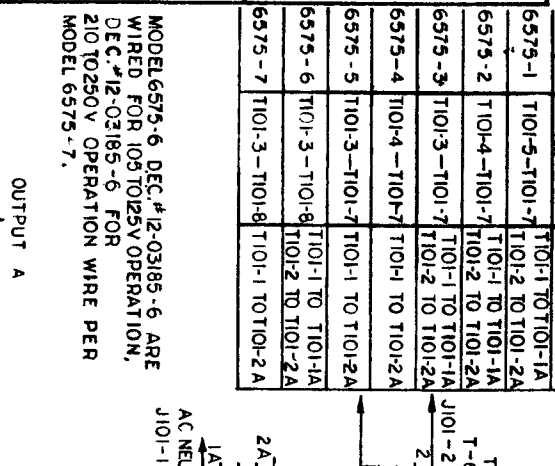 6575-1
T101-5—T101-7
T101-1 TO T101-1A
T101-2 TO T101-2A
6575-2
T101-4—T101-7
T101-1 TO T101-1A
T101-2 TO T101-2A
6575-3
T101-3—T101-7
T101-1 TO T101-1A
T101-2 TO T101-2A
6575-4
T101-4—T101-7
T101-1 TO T101-2A
6575-5
T101-3—T101-7
T101-1 TO T101-2A
6575-6
T101-3—T101-8
T101-1 TO T101-1A
T101-2 TO T101-2A
6575-7
T101-3—T101-8
T101-1 TO T101-2A
MODEL 6575-6 DEC.#12-03185-6 ARE
WIRED FOR 105 TO 125V OPERATION,
DEC.#12-03185-6 FOR
210 TO 250V OPERATION WIRE PER
MODEL 6575-7.
OUTPUT A
J101-2
AC NEU
J101-1
1A
2A